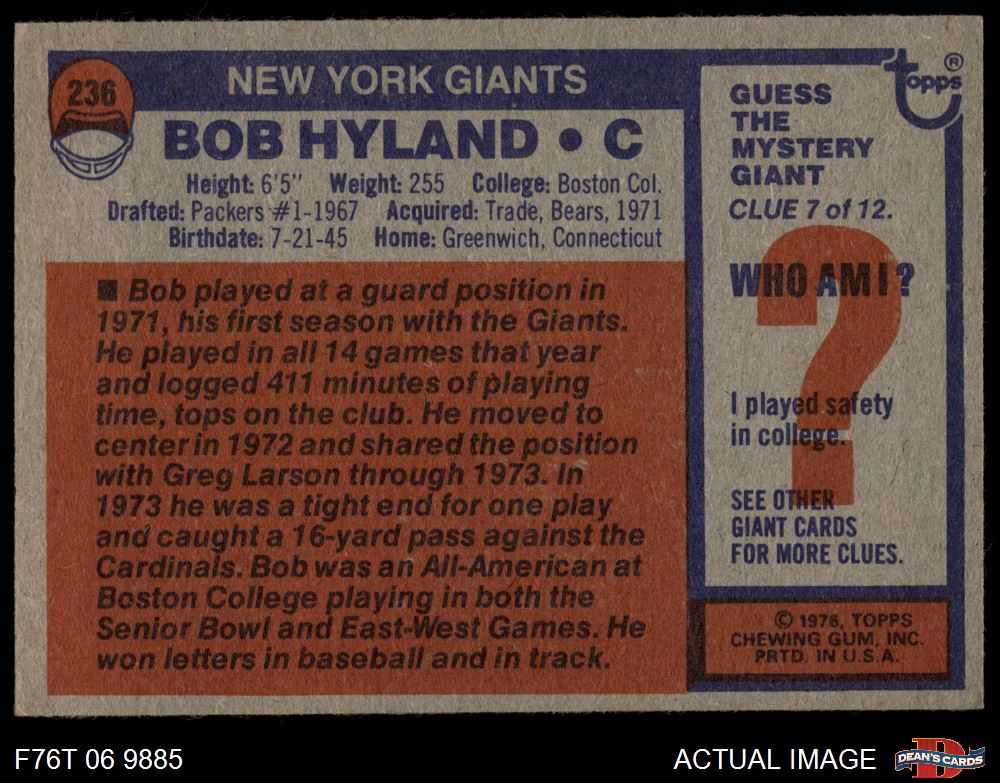 236
NEW YORK GIANTS
BOB HYLAND • C
Height: 6'5" Weight: 255 College: Boston Col.
Drafted: Packers #1-1967 Acquired: Trade, Bears, 1971
Birthdate: 7-21-45 Home: Greenwich, Connecticut
■ Bob played at a guard position in
1971, his first season with the Giants.
He played in all 14 games that year
and logged 411 minutes of playing
time, tops on the club. He moved to
center in 1972 and shared the position
with Greg Larson through 1973. In
1973 he was a tight end for one play
and caught a 16-yard pass against the
Cardinals. Bob was an All-American at
Boston College playing in both the
Senior Bowl and East-West Games. He
won letters in baseball and in track.
Topps ®
GUESS
THE
MYSTERY
GIANT
CLUE 7 of 12.
WHO AM I ?
?
I played safety
in college.
SEE OTHER
GIANT CARDS
FOR MORE CLUES.
© 1976, TOPPS
CHEWING GUM, INC.
PRTD. IN U.S.A.
F76T 06 9885
ACTUAL IMAGE
D
DEAN'S CARDS